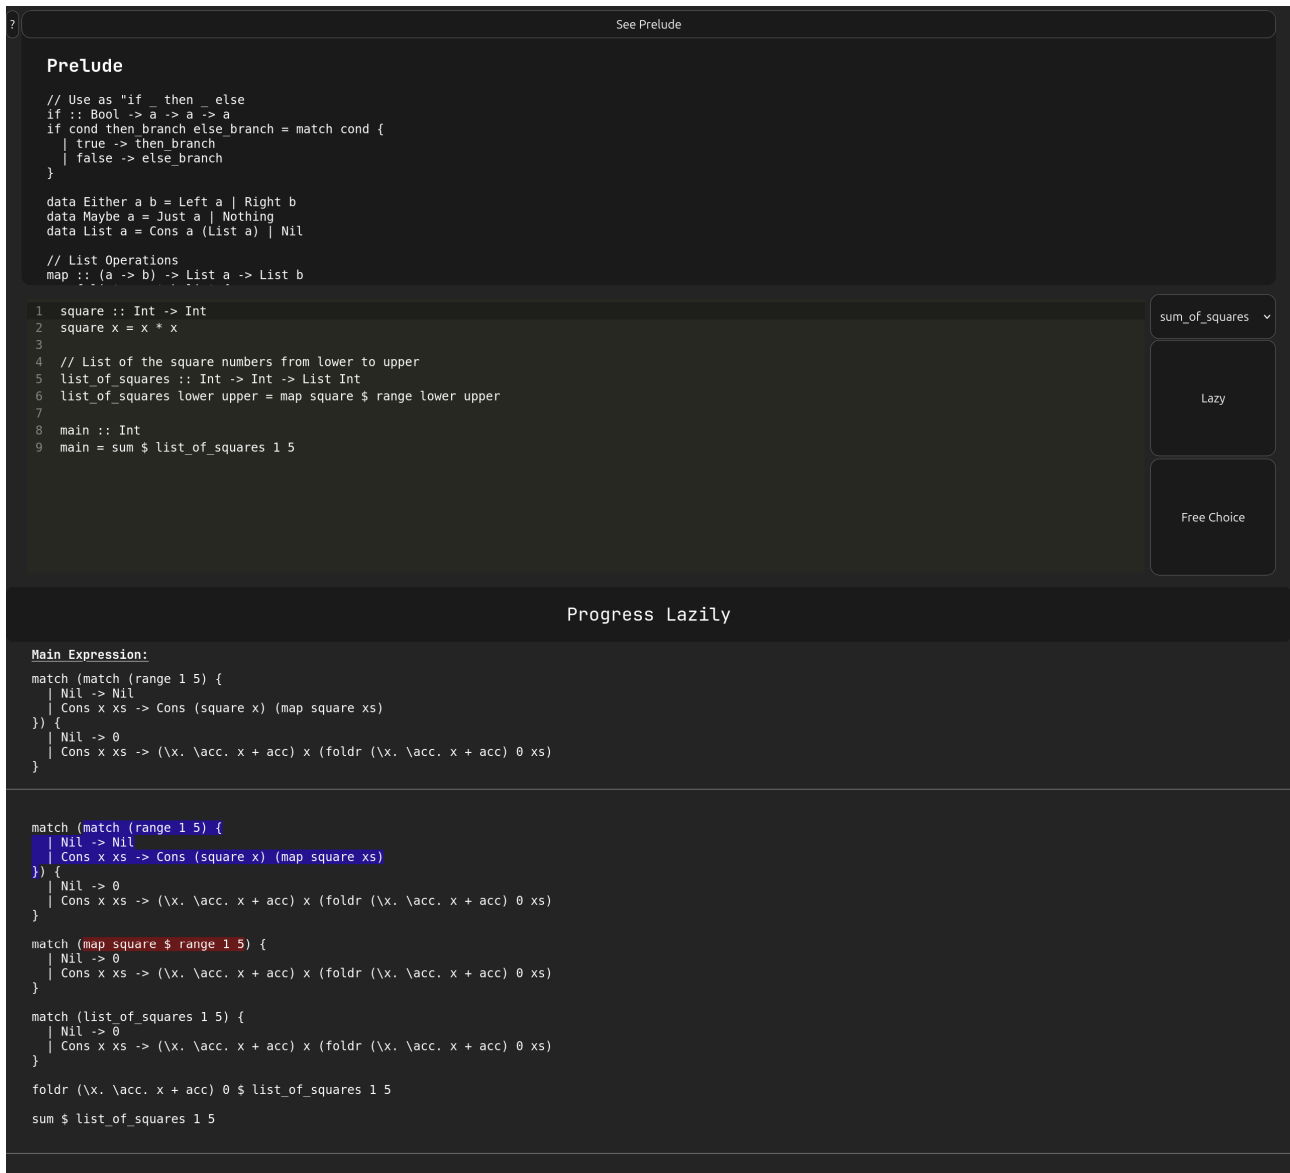 ?
See Prelude
Prelude
// Use as "if _ then _ else
if :: Bool -> a -> a -> a
if cond then_branch else_branch = match cond {
  | true -> then_branch
  | false -> else_branch
}
data Either a b = Left a | Right b
data Maybe a = Just a | Nothing
data List a = Cons a (List a) | Nil
// List Operations
map :: (a -> b) -> List a -> List b
1 square :: Int -> Int
2 square x = x * x
3
4 // List of the square numbers from lower to upper
5 list_of_squares :: Int -> Int -> List Int
6 list_of_squares lower upper = map square $ range lower upper
7
8 main :: Int
9 main = sum $ list_of_squares 1 5
sum_of_squares
Lazy
Free Choice
Progress Lazily
Main Expression:
match (match (range 1 5) {
  | Nil -> Nil
  | Cons x xs -> Cons (square x) (map square xs)
}) {
  | Nil -> 0
  | Cons x xs -> (\x. \acc. x + acc) x (foldr (\x. \acc. x + acc) 0 xs)
}
match (match (range 1 5) {
  | Nil -> Nil
  | Cons x xs -> Cons (square x) (map square xs)
}) {
  | Nil -> 0
  | Cons x xs -> (\x. \acc. x + acc) x (foldr (\x. \acc. x + acc) 0 xs)
}
match (map square $ range 1 5) {
  | Nil -> 0
  | Cons x xs -> (\x. \acc. x + acc) x (foldr (\x. \acc. x + acc) 0 xs)
}
match (list_of_squares 1 5) {
  | Nil -> 0
  | Cons x xs -> (\x. \acc. x + acc) x (foldr (\x. \acc. x + acc) 0 xs)
}
foldr (\x. \acc. x + acc) 0 $ list_of_squares 1 5
sum $ list_of_squares 1 5